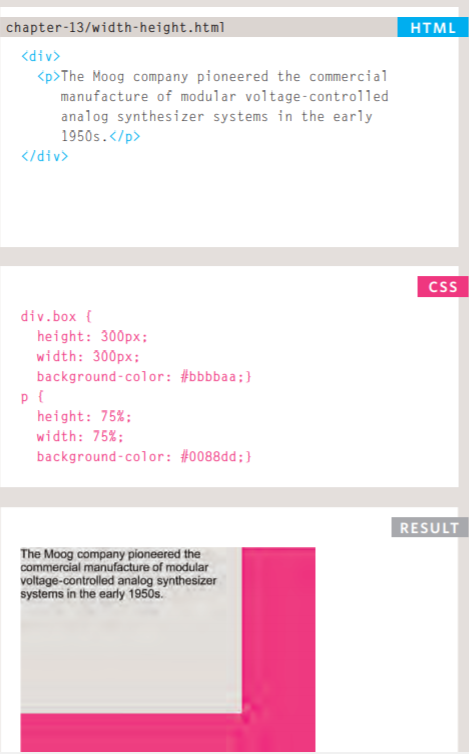 chapter-13/width-height.html
HTML
<div>
<p>The Moog company pioneered the commercial
manufacture of modular voltage-controlled
analog synthesizer systems in the early
1950s.</p>
</div>
CSS
div.box {
height: 300px;
width: 300px;
background-color: #bbbbaa;}
p {
height: 75%;
width: 75%;
background-color: #0088dd;}
RESULT
The Moog company pioneered the
commercial manufacture of modular
voltage-controlled analog synthesizer
systems in the early 1950s.